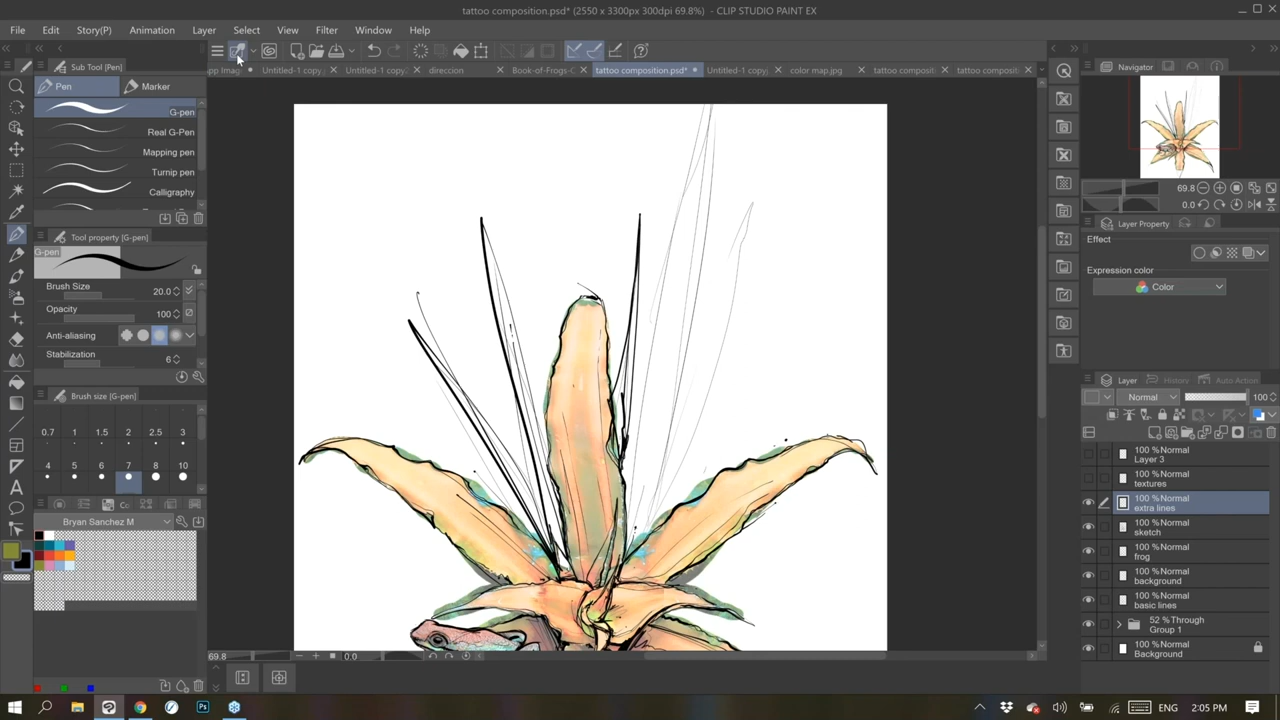 tattoo composition.psd* (2550 x 3300px 300dpi 69.8%) - CLIP STUDIO PAINT EX
File Edit Story(P) Animation Layer Select View Filter Window Help
Sub Tool [Pen]
Untitled-1 copy Untitled-1 copy direccion Book-of-Frogs- tattoo composition.psd* Untitled-1 copy color map.jpg tattoo composit tattoo composit
Navigator
Pen Marker
G-pen
Real G-Pen
Mapping pen
Turnip pen
Calligraphy
69.8
0.0
Tool property [G-pen]
Layer Property
G-pen
Effect
Expression color
Color
Brush Size 20.0
Opacity 100
Anti-aliasing
Stabilization 6
Brush size [G-pen]
Layer History Auto Action
Normal 100
0.7 1 1.5 2 2.5 3
4 5 6 7 8 10
100 %Normal
Layer 3
100 %Normal
textures
100 %Normal
extra lines
100 %Normal
sketch
100 %Normal
frog
100 %Normal
background
100 %Normal
basic lines
52 %Through
Group 1
100 %Normal
Background
Bryan Sanchez M
69.8 0.0
ENG 2:05 PM